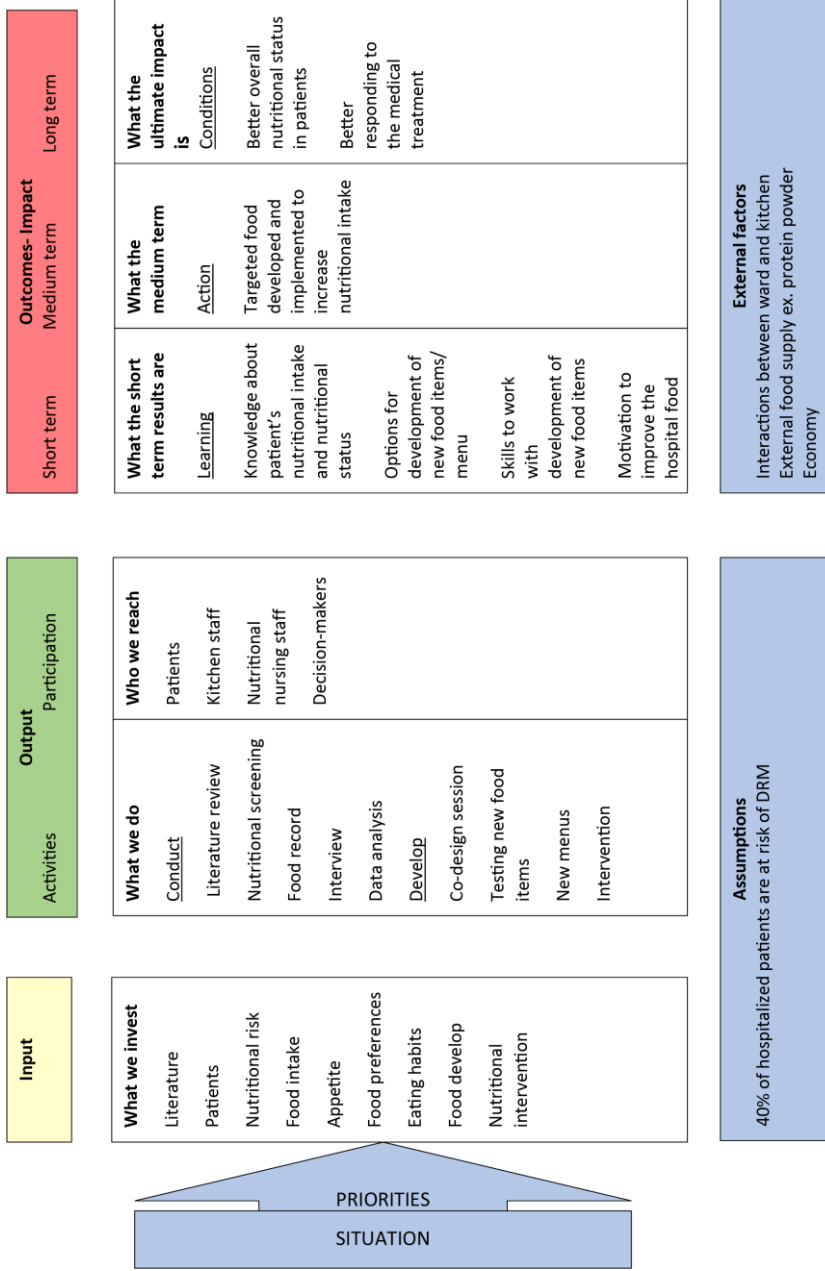 SITUATION
PRIORITIES
Input
What we invest
Literature
Patients
Nutritional risk
Food intake
Appetite
Food preferences
Eating habits
Food develop
Nutritional
intervention
Output
Activities
Participation
What we do
Conduct
Literature review
Nutritional screening
Food record
Interview
Data analysis
Develop
Co-design session
Testing new food
items
New menus
Intervention
Who we reach
Patients
Kitchen staff
Nutritional
nursing staff
Decision-makers
Outcomes- Impact
Short term
Medium term
Long term
What the short
term results are
Learning
Knowledge about
patient's
nutritional intake
and nutritional
status
Options for
development of
new food items/
menu
Skills to work
with
development of
new food items
Motivation to
improve the
hospital food
What the
medium term
Action
Targeted food
developed and
implemented to
increase
nutritional intake
What the
ultimate impact
is
Conditions
Better overall
nutritional status
in patients
Better
responding to
the medical
treatment
Assumptions
40% of hospitalized patients are at risk of DRM
External factors
Interactions between ward and kitchen
External food supply ex. protein powder
Economy